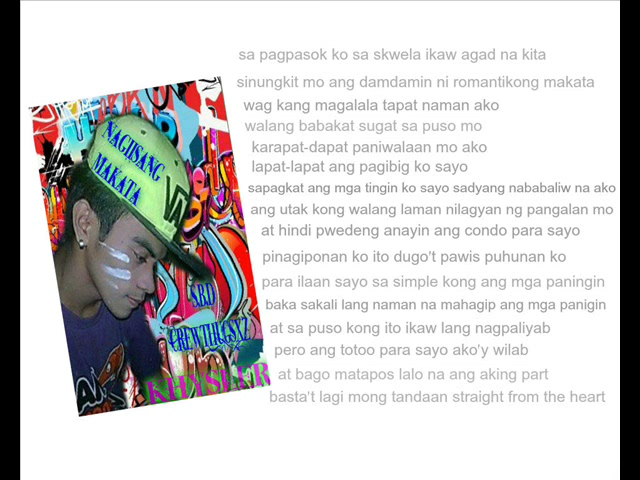 sa pagpasok ko sa skwela ikaw agad na kita
sinungkit mo ang damdamin ni romantikong makata
wag kang magalala tapat naman ako
walang babakat sugat sa puso mo
karapat-dapat paniwalaan mo ako
lapat-lapat ang pagibig ko sayo
sapagkat ang mga tingin ko sayo sadyang nababaliw na ako
ang utak kong walang laman nilagyan ng pangalan mo
at hindi pwedeng anayin ang condo para sayo
pinagiponan ko ito dugo't pawis puhunan ko
para ilaan sayo sa simple kong ang mga paningin
baka sakali lang naman na mahagip ang mga panigin
at sa puso kong ito ikaw lang nagpaliyab
pero ang totoo para sayo ako'y wilab
at bago matapos lalo na ang aking part
basta't lagi mong tandaan straight from the heart
NAGIISANG
MAKATA
VA
S.B.D
CREWTHUGSXZ